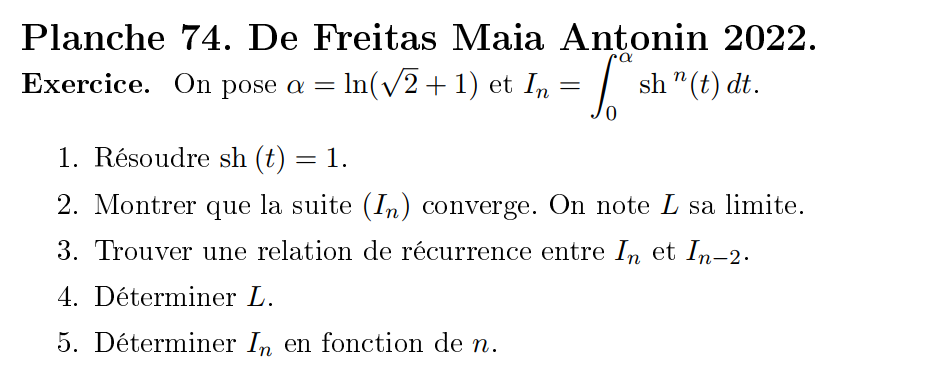 Planche 74. De Freitas Maia Antonin 2022.
Exercice. On pose α = ln(√2 + 1) et Iₙ = ∫₀^α sh ⁿ(t) dt.
1. Résoudre sh (t) = 1.
2. Montrer que la suite (Iₙ) converge. On note L sa limite.
3. Trouver une relation de récurrence entre Iₙ et Iₙ₋₂.
4. Déterminer L.
5. Déterminer Iₙ en fonction de n.